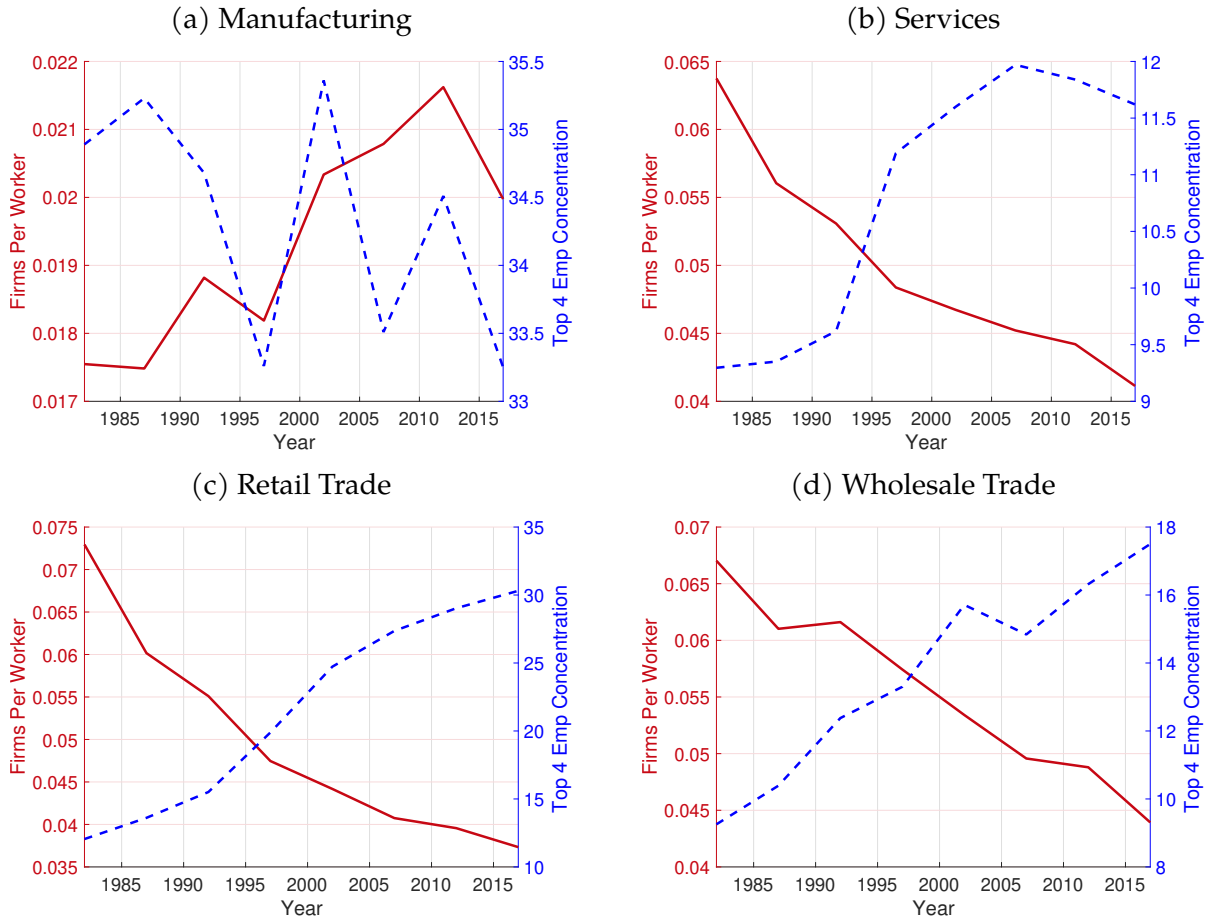 (a) Manufacturing
0.022
0.021
0.02
0.019
0.018
0.017
Firms Per Worker
35.5
35
34.5
34
33.5
33
Top 4 Emp Concentration
1985 1990 1995 2000 2005 2010 2015
Year
(b) Services
0.065
0.06
0.055
0.05
0.045
0.04
Firms Per Worker
12
11.5
11
10.5
10
9.5
9
Top 4 Emp Concentration
1985 1990 1995 2000 2005 2010 2015
Year
(c) Retail Trade
0.075
0.07
0.065
0.06
0.055
0.05
0.045
0.04
0.035
Firms Per Worker
35
30
25
20
15
10
Top 4 Emp Concentration
1985 1990 1995 2000 2005 2010 2015
Year
(d) Wholesale Trade
0.07
0.065
0.06
0.055
0.05
0.045
0.04
Firms Per Worker
18
16
14
12
10
8
Top 4 Emp Concentration
1985 1990 1995 2000 2005 2010 2015
Year